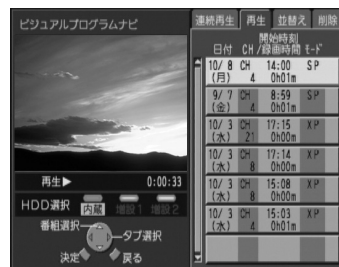 ビジュアルプログラムナビ
再生▶ 0:00:33
HDD選択 内蔵 増設1 増設2
番組選択
タブ選択
決定 戻る
連続再生 再生 並替え 削除
開始時刻
日付 CH/録画時間 モード
10/ 8 CH 14:00 SP
(月) 4 0h01m
9/ 7 CH 8:59 SP
(金) 4 0h01m
10/ 3 CH 17:15 XP
(水) 21 0h00m
10/ 3 CH 17:14 XP
(水) 8 0h00m
10/ 3 CH 15:08 XP
(水) 8 0h00m
10/ 3 CH 15:03 XP
(水) 4 0h01m